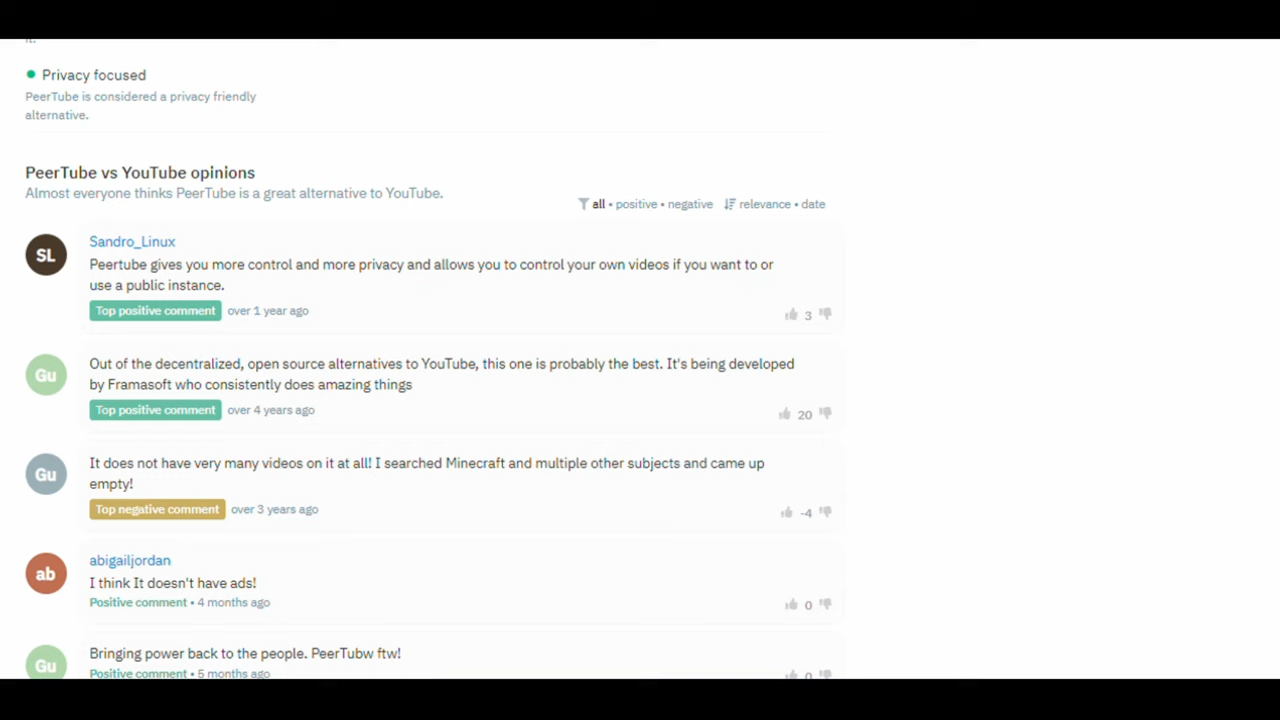 Privacy focused
PeerTube is considered a privacy friendly
alternative.
PeerTube vs YouTube opinions
Almost everyone thinks PeerTube is a great alternative to YouTube.
all • positive • negative relevance • date
SL
Sandro_Linux
Peertube gives you more control and more privacy and allows you to control your own videos if you want to or
use a public instance.
Top positive comment over 1 year ago
3
Gu
Out of the decentralized, open source alternatives to YouTube, this one is probably the best. It's being developed
by Framasoft who consistently does amazing things
Top positive comment over 4 years ago
20
Gu
It does not have very many videos on it at all! I searched Minecraft and multiple other subjects and came up
empty!
Top negative comment over 3 years ago
-4
ab
abigailjordan
I think It doesn't have ads!
Positive comment • 4 months ago
0
Gu
Bringing power back to the people. PeerTubw ftw!
Positive comment • 5 months ago
0